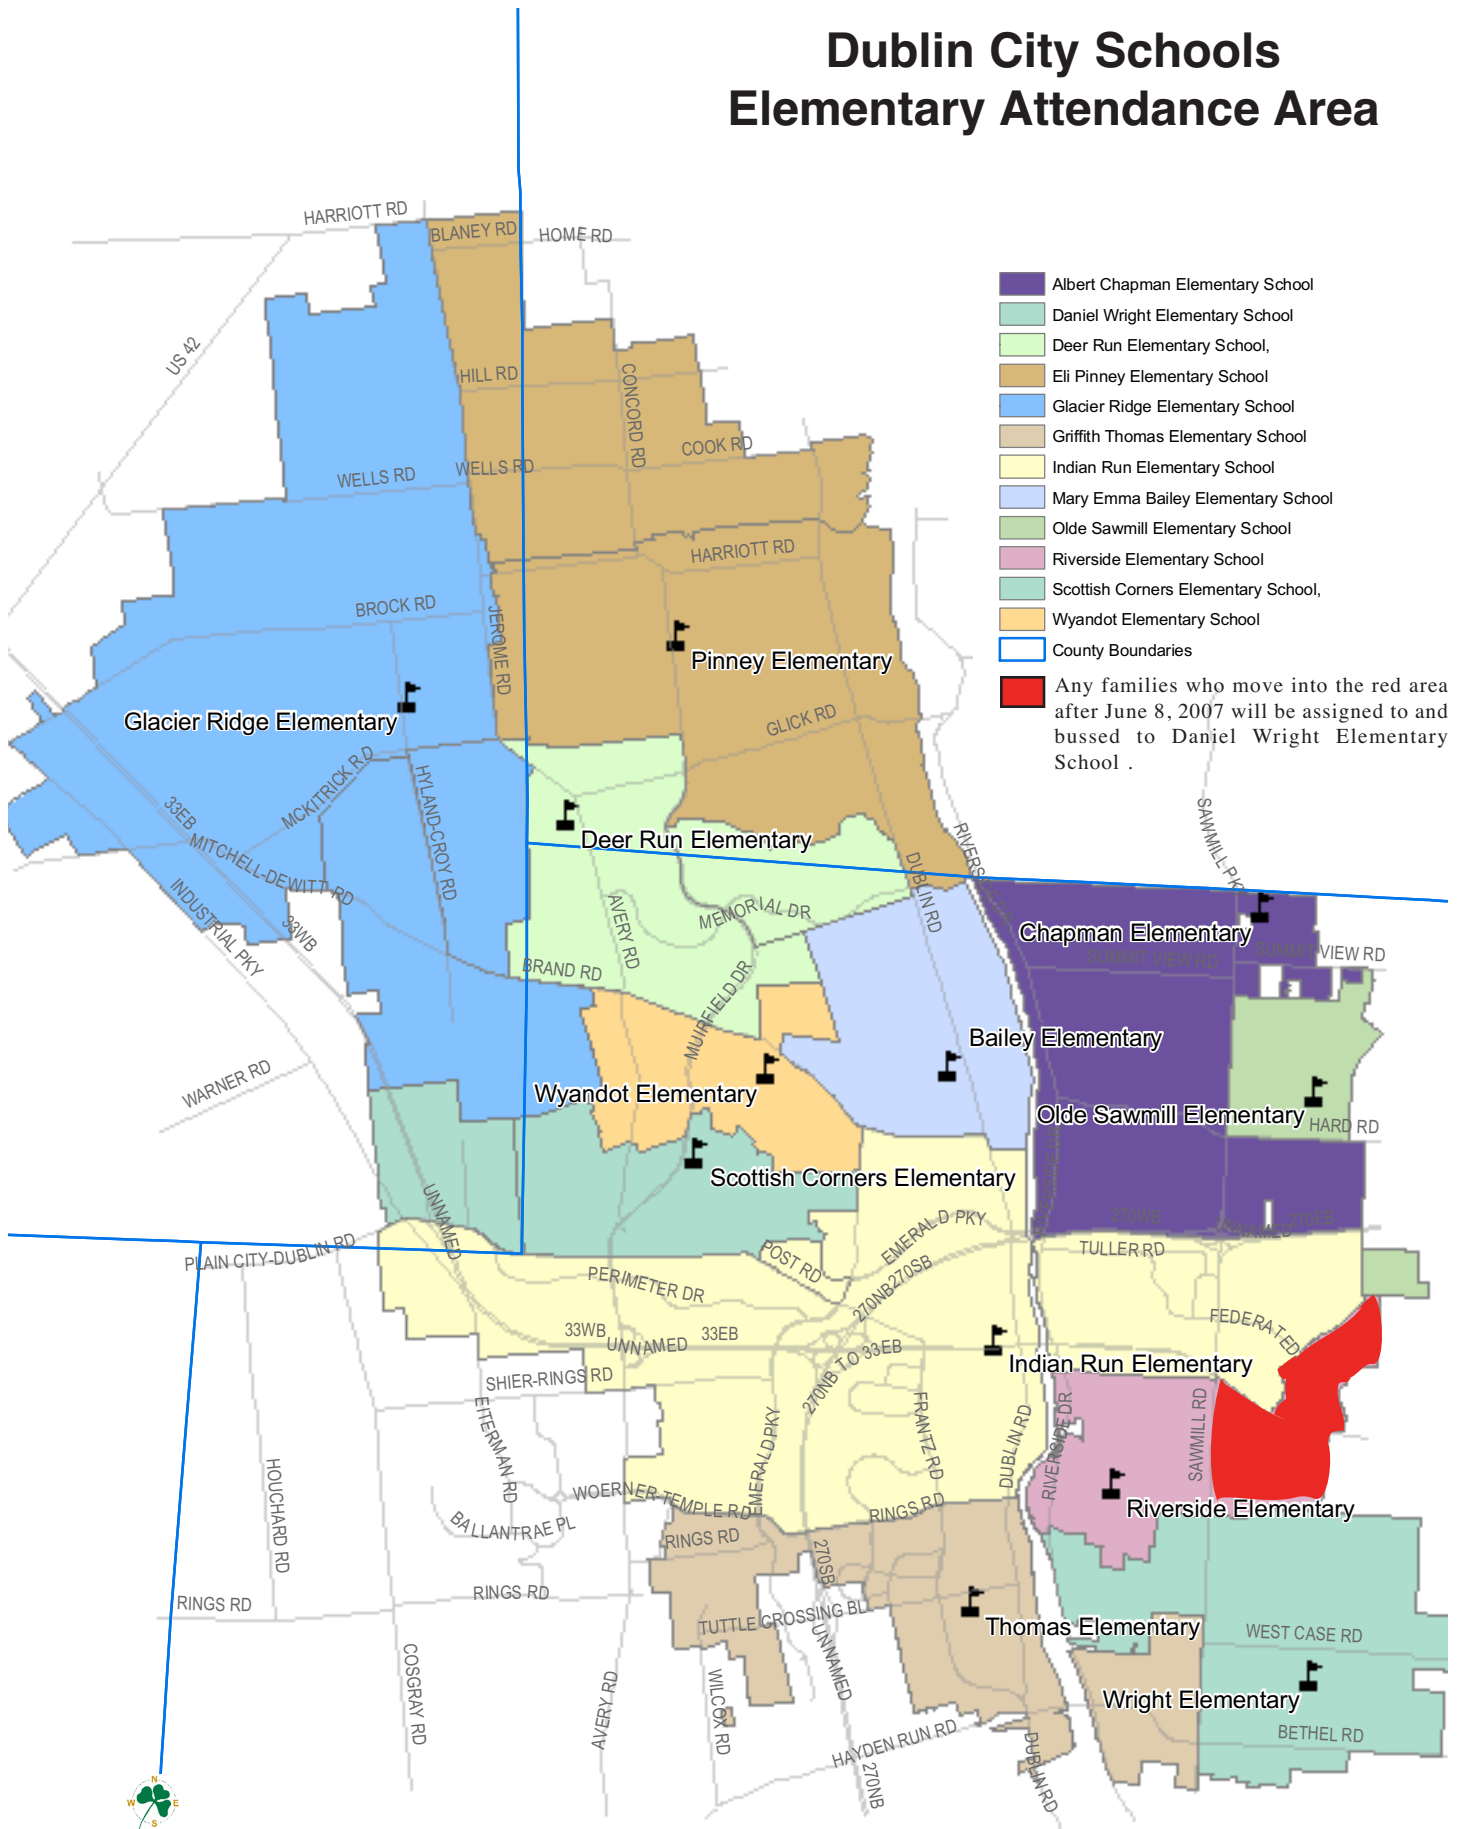 Dublin City Schools
Elementary Attendance Area
HARRIOTT RD
BLANEY RD
HOME RD
Albert Chapman Elementary School
Daniel Wright Elementary School
Deer Run Elementary School,
Eli Pinney Elementary School
Glacier Ridge Elementary School
Griffith Thomas Elementary School
Indian Run Elementary School
Mary Emma Bailey Elementary School
Olde Sawmill Elementary School
Riverside Elementary School
Scottish Corners Elementary School,
Wyandot Elementary School
County Boundaries
Any families who move into the red area
after June 8, 2007 will be assigned to and
bussed to Daniel Wright Elementary
School .
US 42
HILL RD
CONCORD RD
COOK RD
WELLS RD
WELLS RD
HARRIOTT RD
BROCK RD
JEROME RD
Pinney Elementary
Glacier Ridge Elementary
GLICK RD
MCKITRICK RD
HYLAND-CROY RD
33EB
MITCHELL-DEWITT RD
Deer Run Elementary
SAWMILL PKY
DUBLIN RD
INDUSTRIAL PKY
33WB
AVERY RD
MEMORIAL DR
Chapman Elementary
SUMMIT VIEW RD
SUMMIT VIEW RD
BRAND RD
MUIRFIELD DR
Bailey Elementary
WARNER RD
Wyandot Elementary
Olde Sawmill Elementary
HARD RD
Scottish Corners Elementary
UNNAMED
EMERALD PKY
270WB
UNNAMED
270EB
PLAIN CITY-DUBLIN RD
POST RD
TULLER RD
PERIMETER DR
270NB
270SB
FEDERATED
33WB
UNNAMED
33EB
270NB TO 33EB
Indian Run Elementary
SHIER-RINGS RD
EITERMAN RD
EMERALD PKY
FRANTZ RD
DUBLIN RD
RIVERSIDE DR
SAWMILL RD
HOUCHARD RD
WOERNER-TEMPLE RD
BALLANTRAE PL
RINGS RD
Riverside Elementary
RINGS RD
270SB
RINGS RD
RINGS RD
TUTTLE CROSSING BL
Thomas Elementary
WEST CASE RD
COSGRAY RD
AVERY RD
WILCOX RD
UNNAMED
Wright Elementary
HAYDEN RUN RD
BETHEL RD
DUBLIN RD
270NB
N
W
E
S